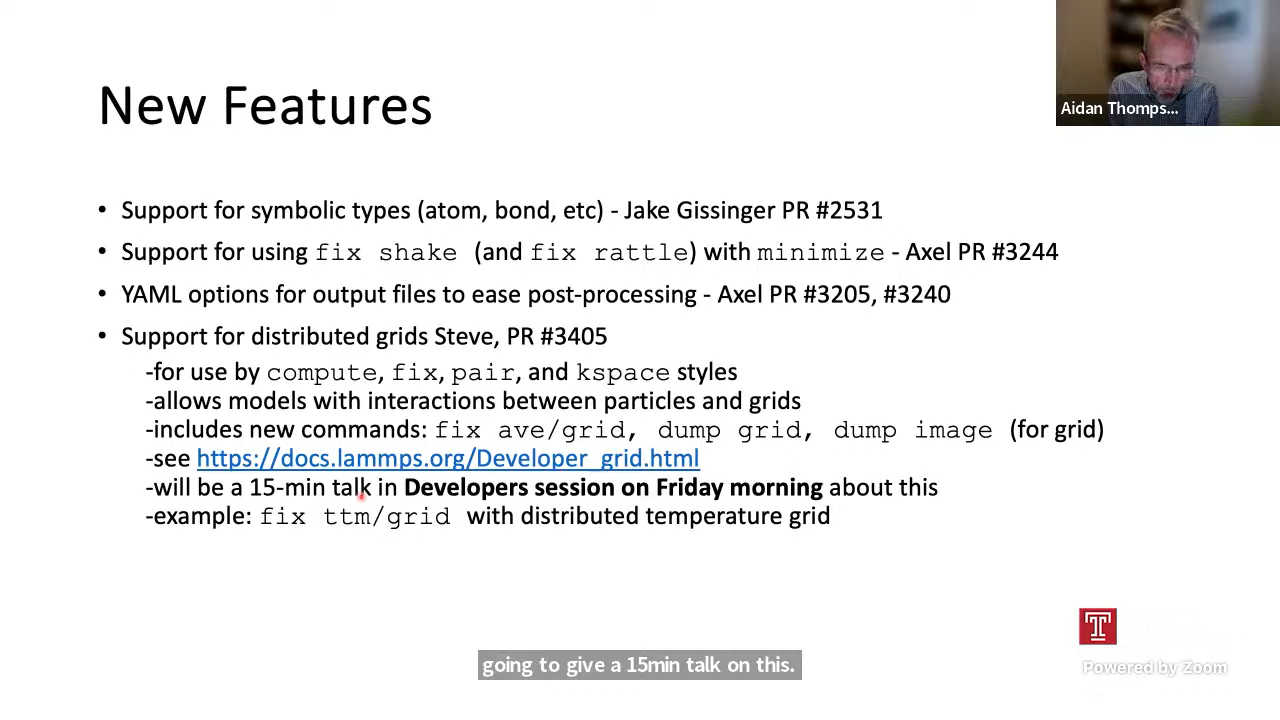 Aidan Thomps...
New Features
• Support for symbolic types (atom, bond, etc) - Jake Gissinger PR #2531
• Support for using fix shake (and fix rattle) with minimize - Axel PR #3244
• YAML options for output files to ease post-processing - Axel PR #3205, #3240
• Support for distributed grids Steve, PR #3405
-for use by compute, fix, pair, and kspace styles
-allows models with interactions between particles and grids
-includes new commands: fix ave/grid, dump grid, dump image (for grid)
-see https://docs.lammps.org/Developer_grid.html
-will be a 15-min talk in Developers session on Friday morning about this
-example: fix ttm/grid with distributed temperature grid
going to give a 15min talk on this.
T
Powered by Zoom